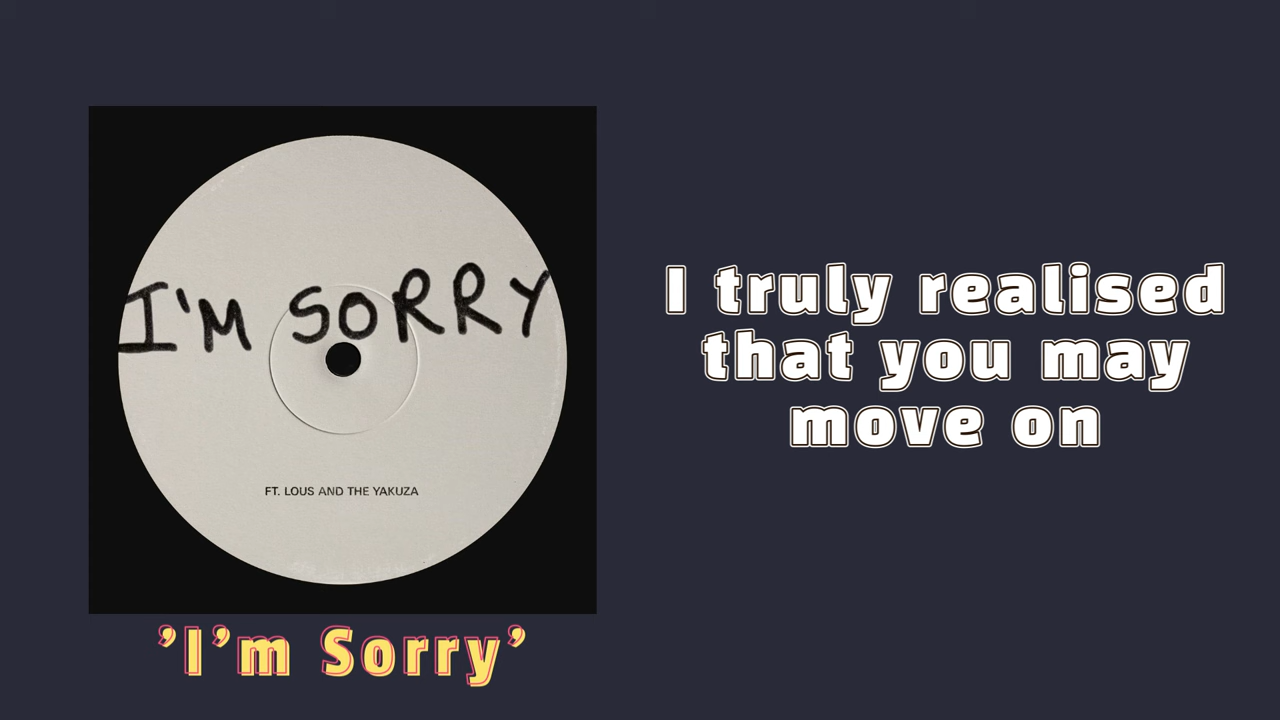 I'M SORRY
FT. LOUS AND THE YAKUZA
’I’m Sorry’
I truly realised
that you may
move on